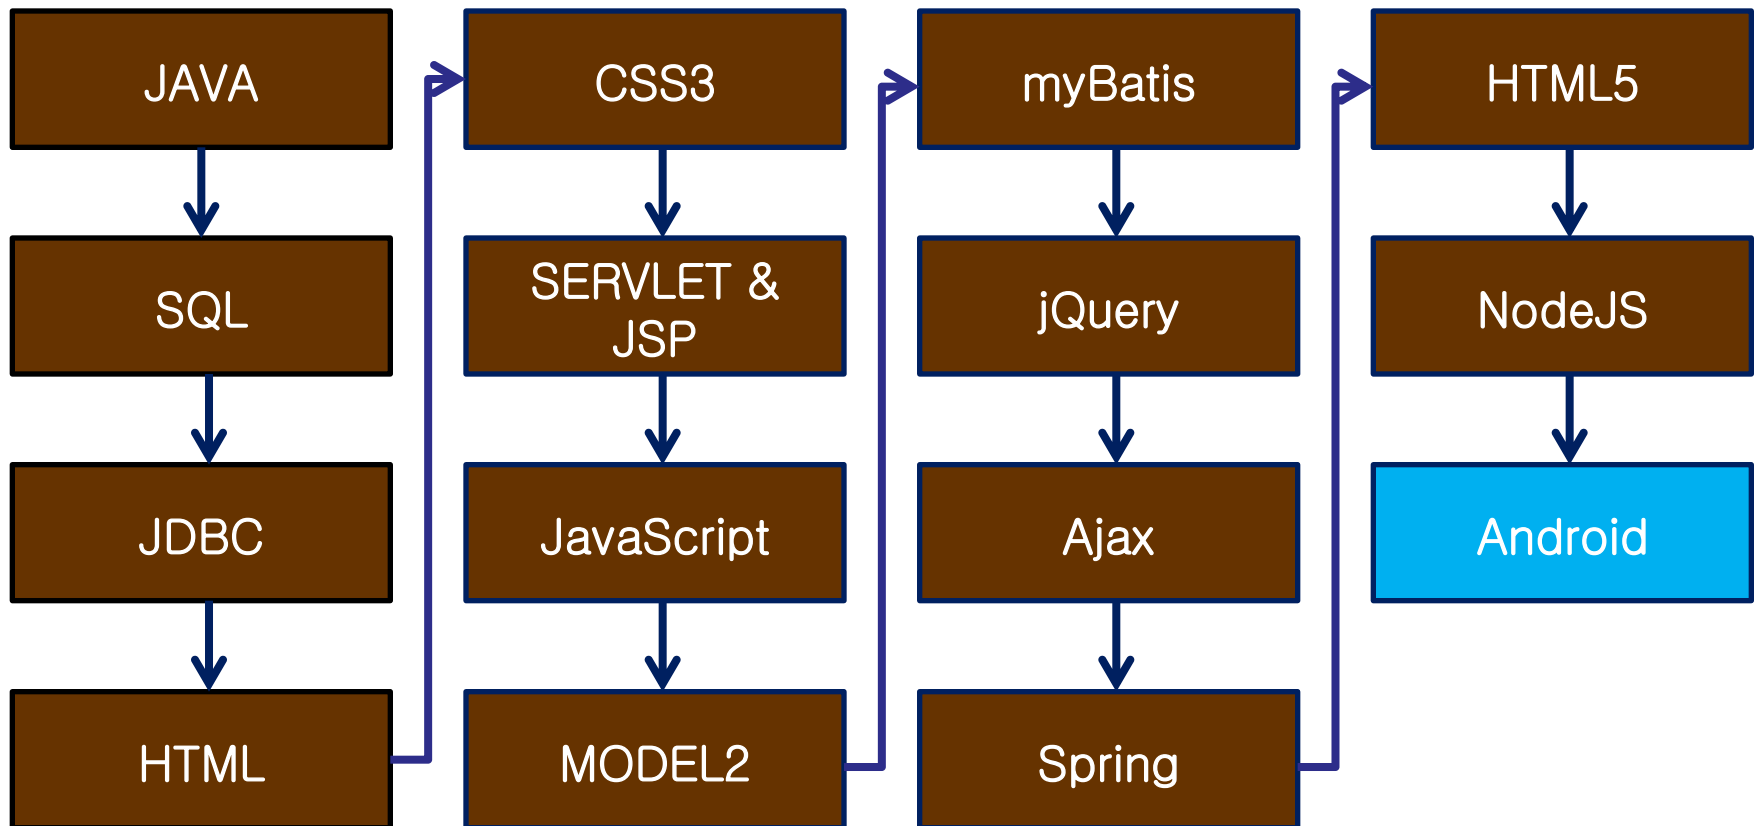 JAVA
SQL
JDBC
HTML
CSS3
SERVLET &
JSP
JavaScript
MODEL2
myBatis
jQuery
Ajax
Spring
HTML5
NodeJS
Android